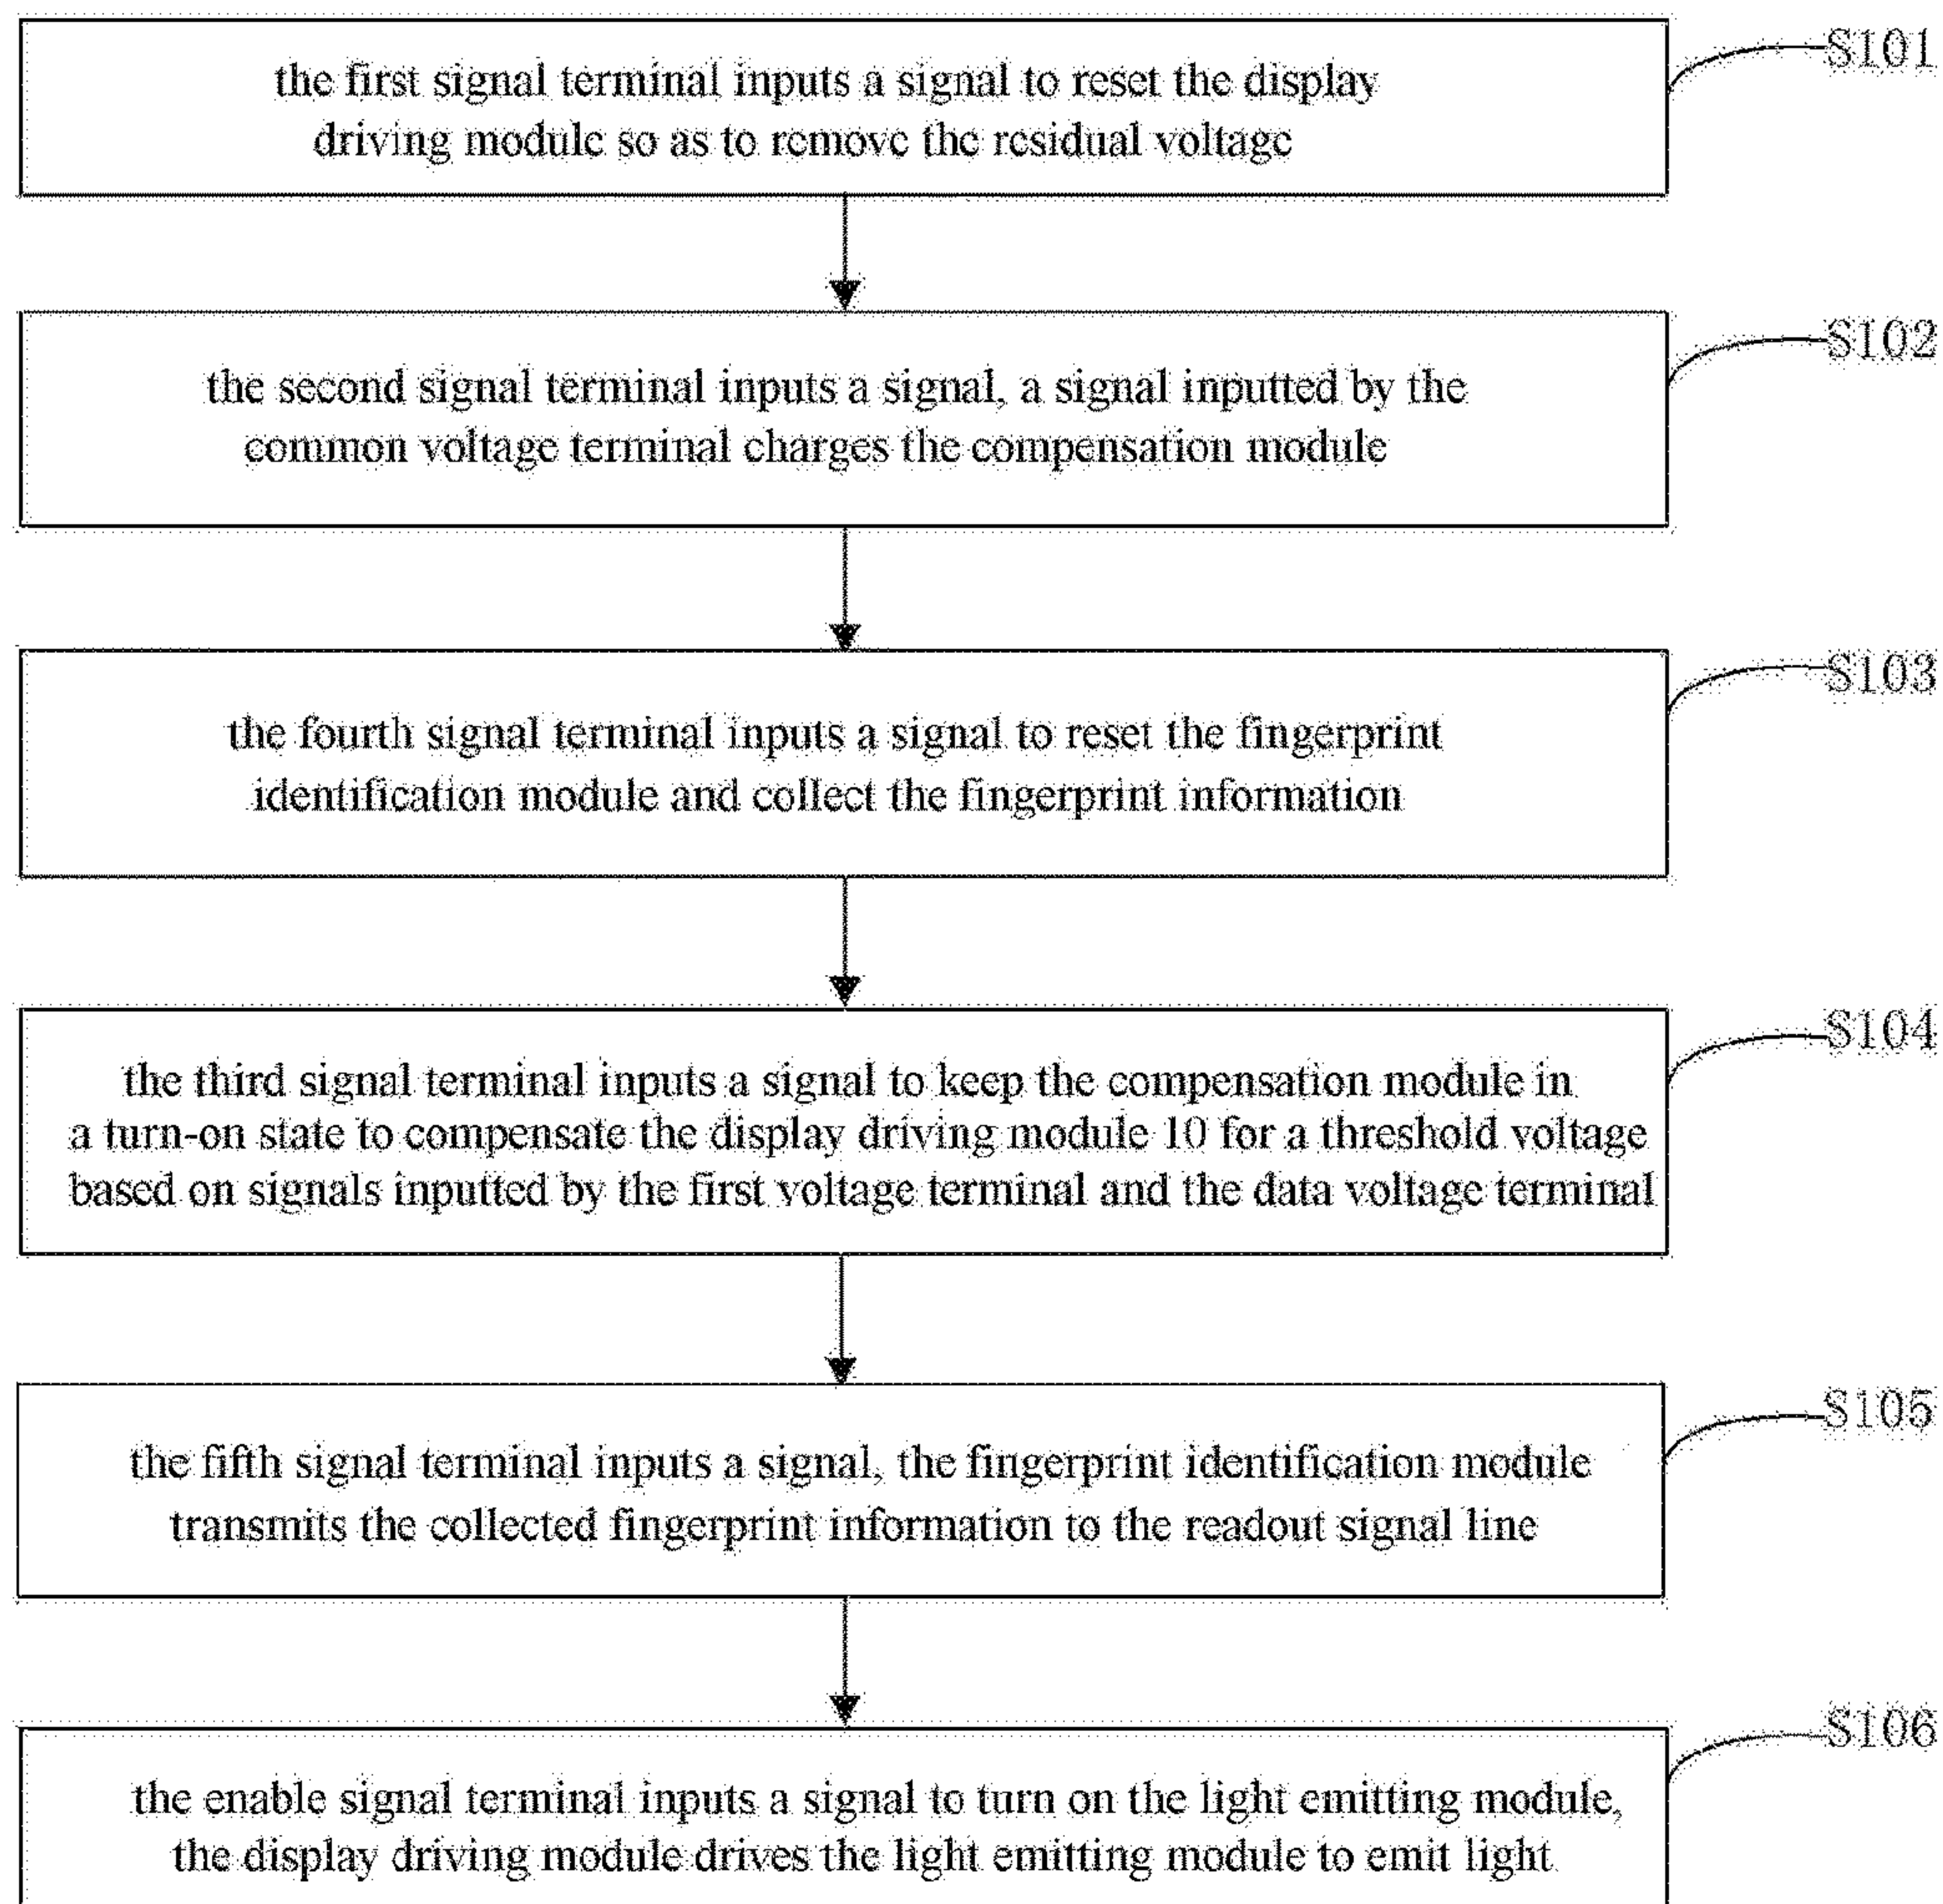 the first signal terminal inputs a signal to reset the display
driving module so as to remove the residual voltage
S101
the second signal terminal inputs a signal, a signal inputted by the
common voltage terminal charges the compensation module
S102
the fourth signal terminal inputs a signal to reset the fingerprint
identification module and collect the fingerprint information
S103
the third signal terminal inputs a signal to keep the compensation module in
a turn-on state to compensate the display driving module 10 for a threshold voltage
based on signals inputted by the first voltage terminal and the data voltage terminal
S104
the fifth signal terminal inputs a signal, the fingerprint identification module
transmits the collected fingerprint information to the readout signal line
S105
the enable signal terminal inputs a signal to turn on the light emitting module,
the display driving module drives the light emitting module to emit light
S106